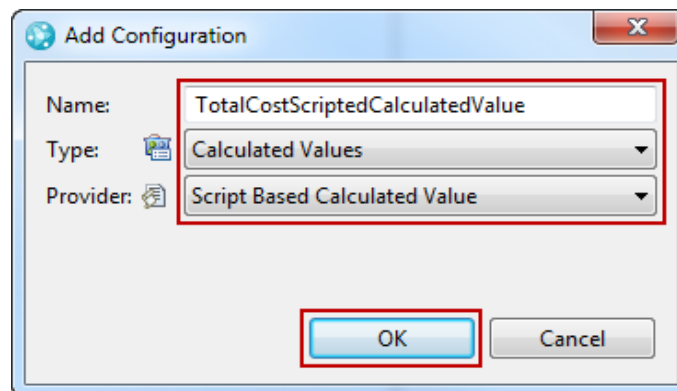 Add Configuration
Name: TotalCostScriptedCalculatedValue
Type: Calculated Values
Provider: Script Based Calculated Value
OK Cancel